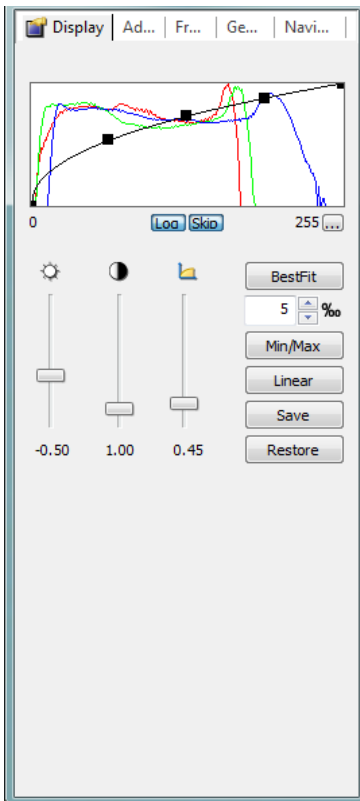 Display Ad... Fr... Ge... Navi...
0 Log Skip 255 ...
BestFit
5 ‰
Min/Max
Linear
Save
-0.50 1.00 0.45 Restore